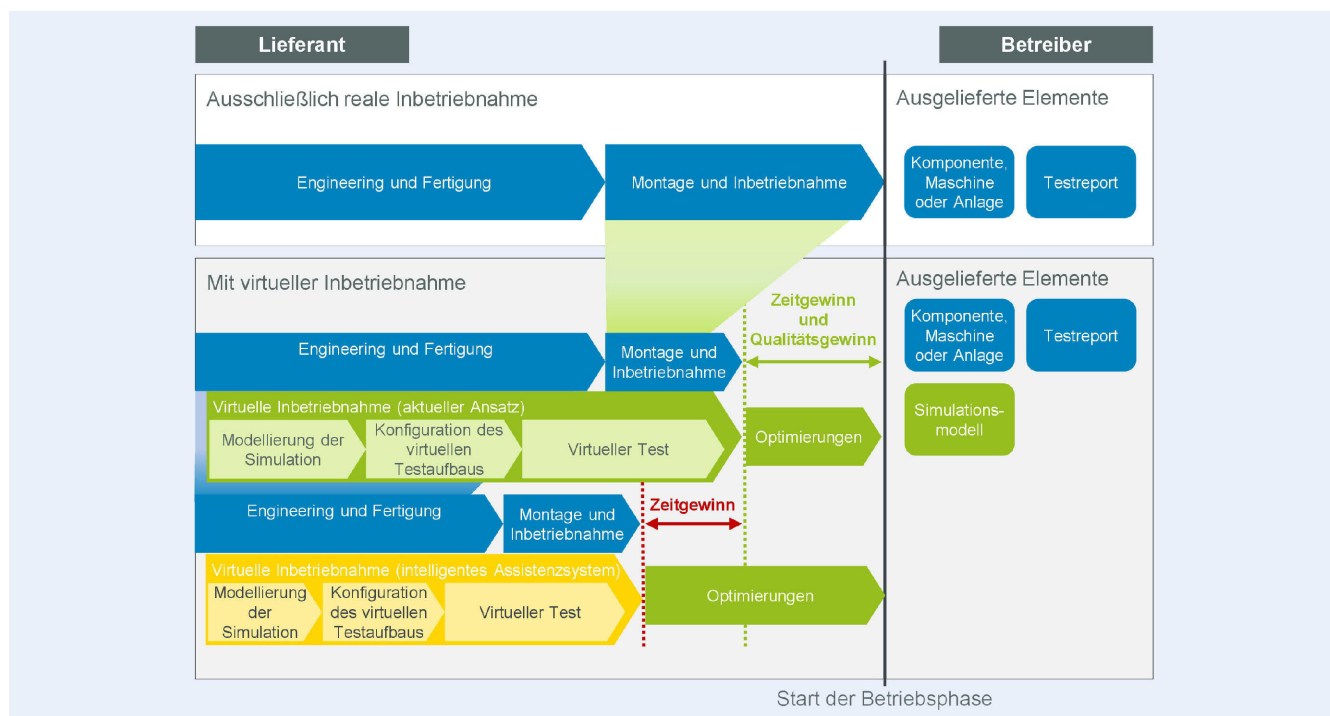 Lieferant
Betreiber
Ausschließlich reale Inbetriebnahme
Ausgelieferte Elemente
Engineering und Fertigung
Montage und Inbetriebnahme
Komponente,
Maschine
oder Anlage
Testreport
Mit virtueller Inbetriebnahme
Ausgelieferte Elemente
Zeitgewinn
und
Qualitätsgewinn
Engineering und Fertigung
Montage und
Inbetriebnahme
Komponente,
Maschine
oder Anlage
Testreport
Virtuelle Inbetriebnahme (aktueller Ansatz)
Modellierung der
Simulation
Konfiguration des
virtuellen
Testaufbaus
Virtueller Test
Optimierungen
Simulations-
modell
Engineering und Fertigung
Montage und
Inbetriebnahme
Zeitgewinn
Virtuelle Inbetriebnahme (intelligentes Assistenzsystem)
Modellierung
der
Simulation
Konfiguration
des virtuellen
Testaufbaus
Virtueller Test
Optimierungen
Start der Betriebsphase